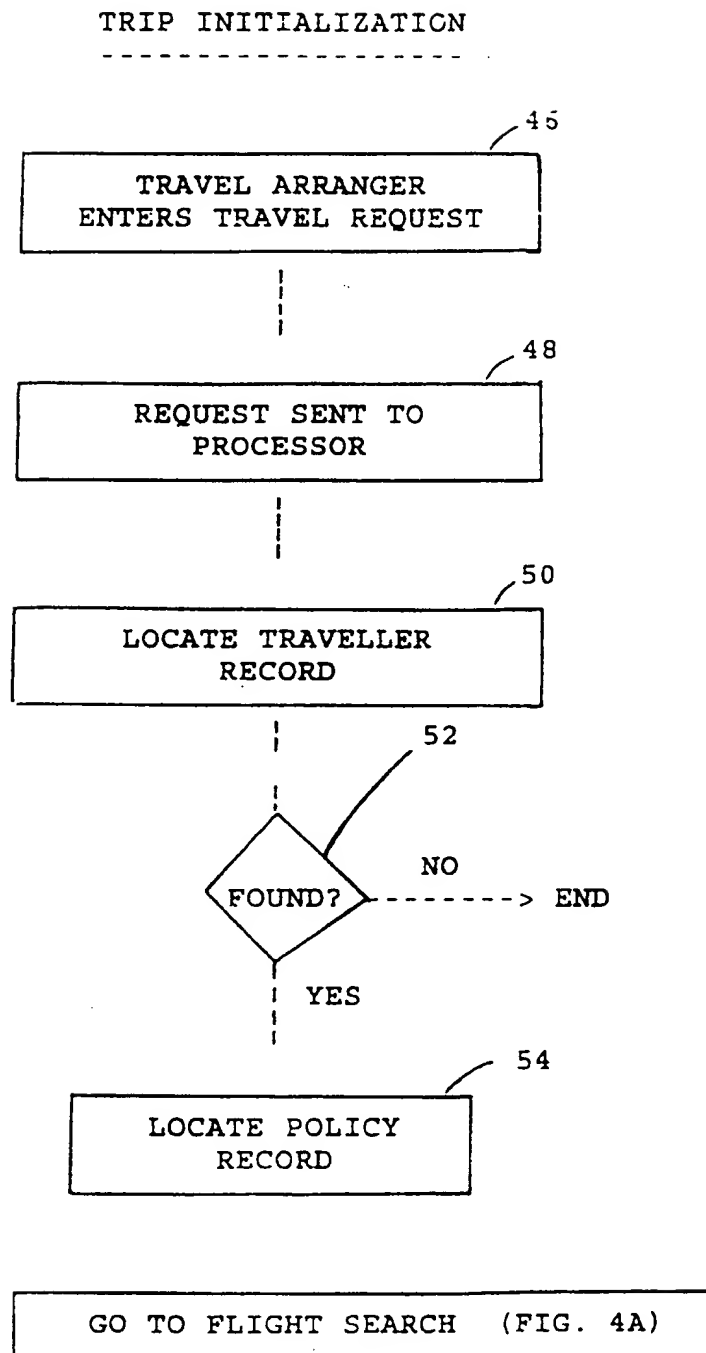 TRIP INITIALIZATION
46
TRAVEL ARRANGER
ENTERS TRAVEL REQUEST
48
REQUEST SENT TO
PROCESSOR
50
LOCATE TRAVELLER
RECORD
52
FOUND?
NO
END
YES
54
LOCATE POLICY
RECORD
GO TO FLIGHT SEARCH (FIG. 4A)